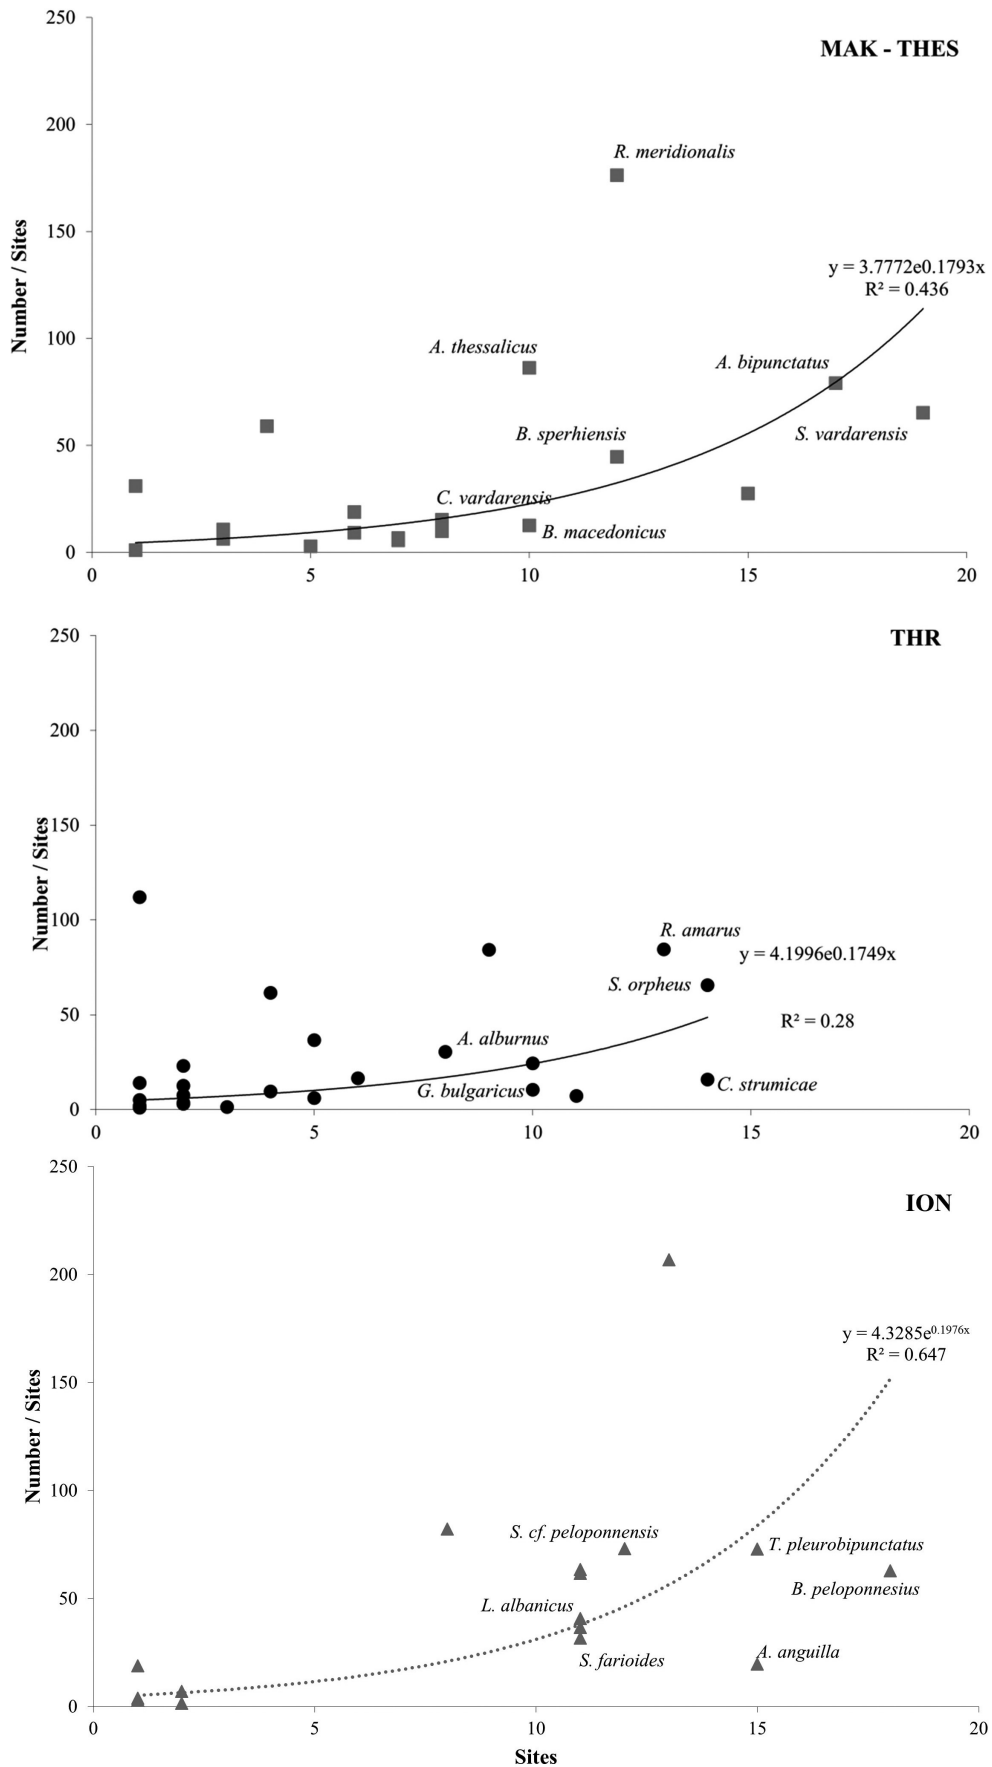 250
MAK - THES
200
R. meridionalis
150
Number / Sites
y = 3.7772e0.1793x
R² = 0.436
100
A. thessalicus
A. bipunctatus
B. sperhiensis
S. vardarensis
50
C. vardarensis
B. macedonicus
0
0 5 10 15 20
250
THR
200
150
Number / Sites
100
R. amarus
y = 4.1996e0.1749x
S. orpheus
50
R² = 0.28
A. alburnus
G. bulgaricus
C. strumicae
0
0 5 10 15 20
250
ION
200
y = 4.3285e0.1976x
R² = 0.647
150
Number / Sites
100
S. cf. peloponnensis
T. pleurobipunctatus
B. peloponnesius
50
L. albanicus
A. anguilla
S. farioides
0
0 5 10 15 20
Sites